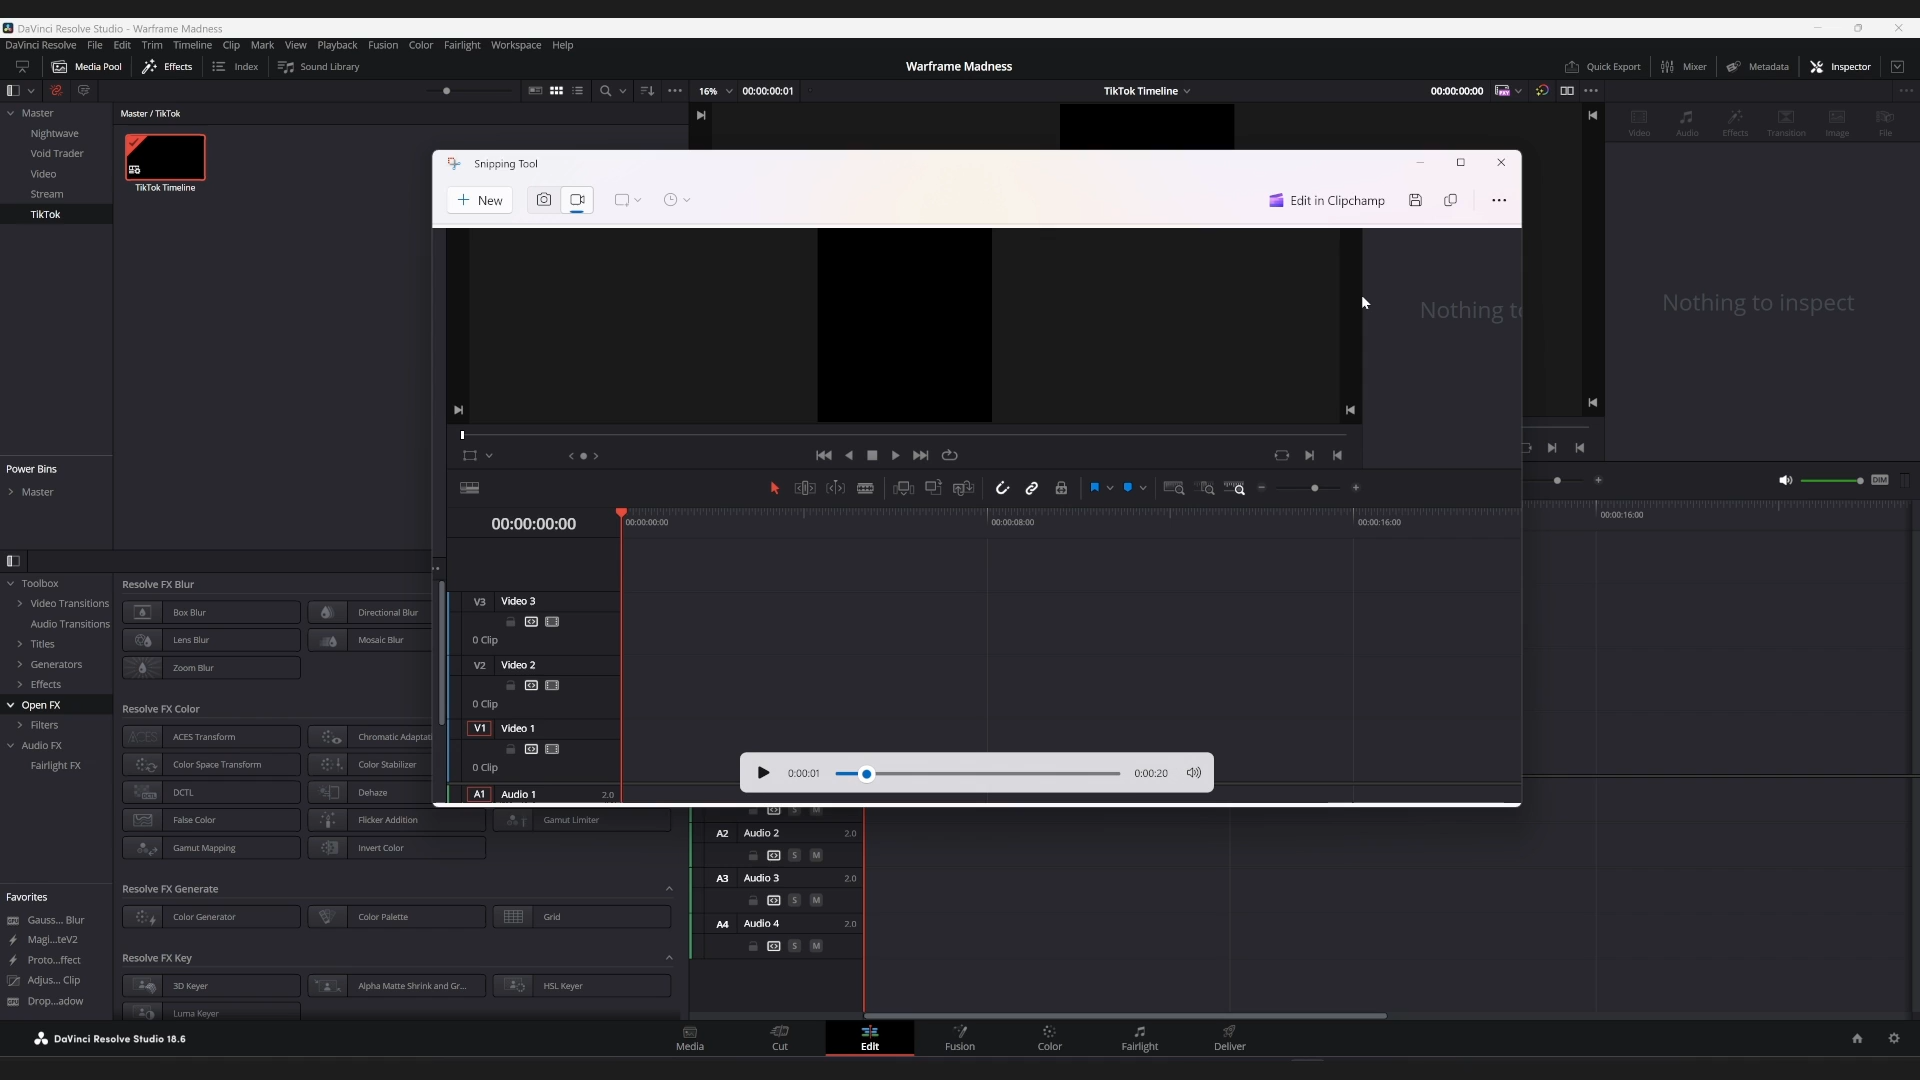 DaVinci Resolve Studio - Warframe Madness
DaVinci Resolve File Edit Trim Timeline Clip Mark View Playback Fusion Color Fairlight Workspace Help
Media Pool Effects Index Sound Library Warframe Madness Quick Export Mixer Metadata Inspector
16% 00:00:00:01 TikTok Timeline 00:00:00:00
Master
Nightwave
Void Trader
Video
Stream
TikTok
Master / TikTok
TikTok Timeline
Video Audio Effects Transition Image File
Nothing to inspect
Snipping Tool
New Edit in Clipchamp
Nothing
00:00:00:00 00:00:00:00 00:00:08:00 00:00:16:00
V3 Video 3
0 Clip
V2 Video 2
0 Clip
V1 Video 1
0 Clip
A1 Audio 1 2.0
0:00:01 0:00:20
DIM
00:00:16:00
Power Bins
Master
Toolbox
Video Transitions
Audio Transitions
Titles
Generators
Effects
Open FX
Filters
Audio FX
Fairlight FX
Favorites
Gauss... Blur
Magi...teV2
Proto...ffect
Adjus... Clip
Drop...adow
Resolve FX Blur
Box Blur Directional Blur
Lens Blur Mosaic Blur
Zoom Blur
Resolve FX Color
ACES Transform Chromatic Adaptati
Color Space Transform Color Stabilizer
DCTL Dehaze
False Color Flicker Addition Gamut Limiter
Gamut Mapping Invert Color
Resolve FX Generate
Color Generator Color Palette Grid
Resolve FX Key
3D Keyer Alpha Matte Shrink and Gr... HSL Keyer
Luma Keyer
S M
A2 Audio 2 2.0
S M
A3 Audio 3 2.0
S M
A4 Audio 4 2.0
S M
DaVinci Resolve Studio 18.6
Media Cut Edit Fusion Color Fairlight Deliver